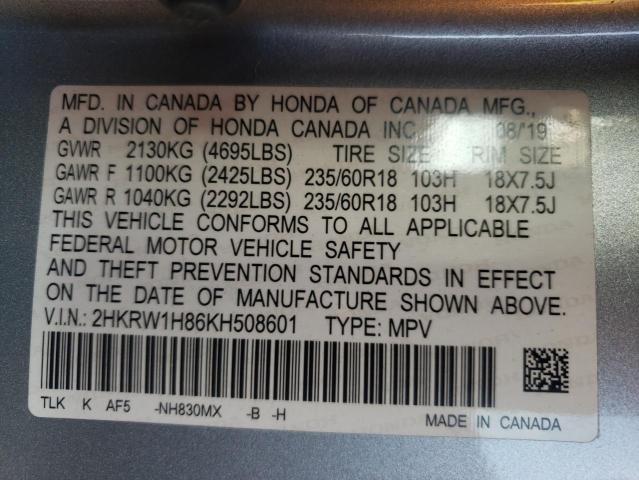 MFD. IN CANADA BY HONDA OF CANADA MFG.,
A DIVISION OF HONDA CANADA INC. 08/'19
GVWR 2130KG (4695LBS) TIRE SIZE RIM SIZE
GAWR F 1100KG (2425LBS) 235/60R18 103H 18X7.5J
GAWR R 1040KG (2292LBS) 235/60R18 103H 18X7.5J
THIS VEHICLE CONFORMS TO ALL APPLICABLE
FEDERAL MOTOR VEHICLE SAFETY
AND THEFT PREVENTION STANDARDS IN EFFECT
ON THE DATE OF MANUFACTURE SHOWN ABOVE.
V.I.N.: 2HKRW1H86KH508601 TYPE: MPV
TLK K AF5 -NH830MX -B -H
MADE IN CANADA